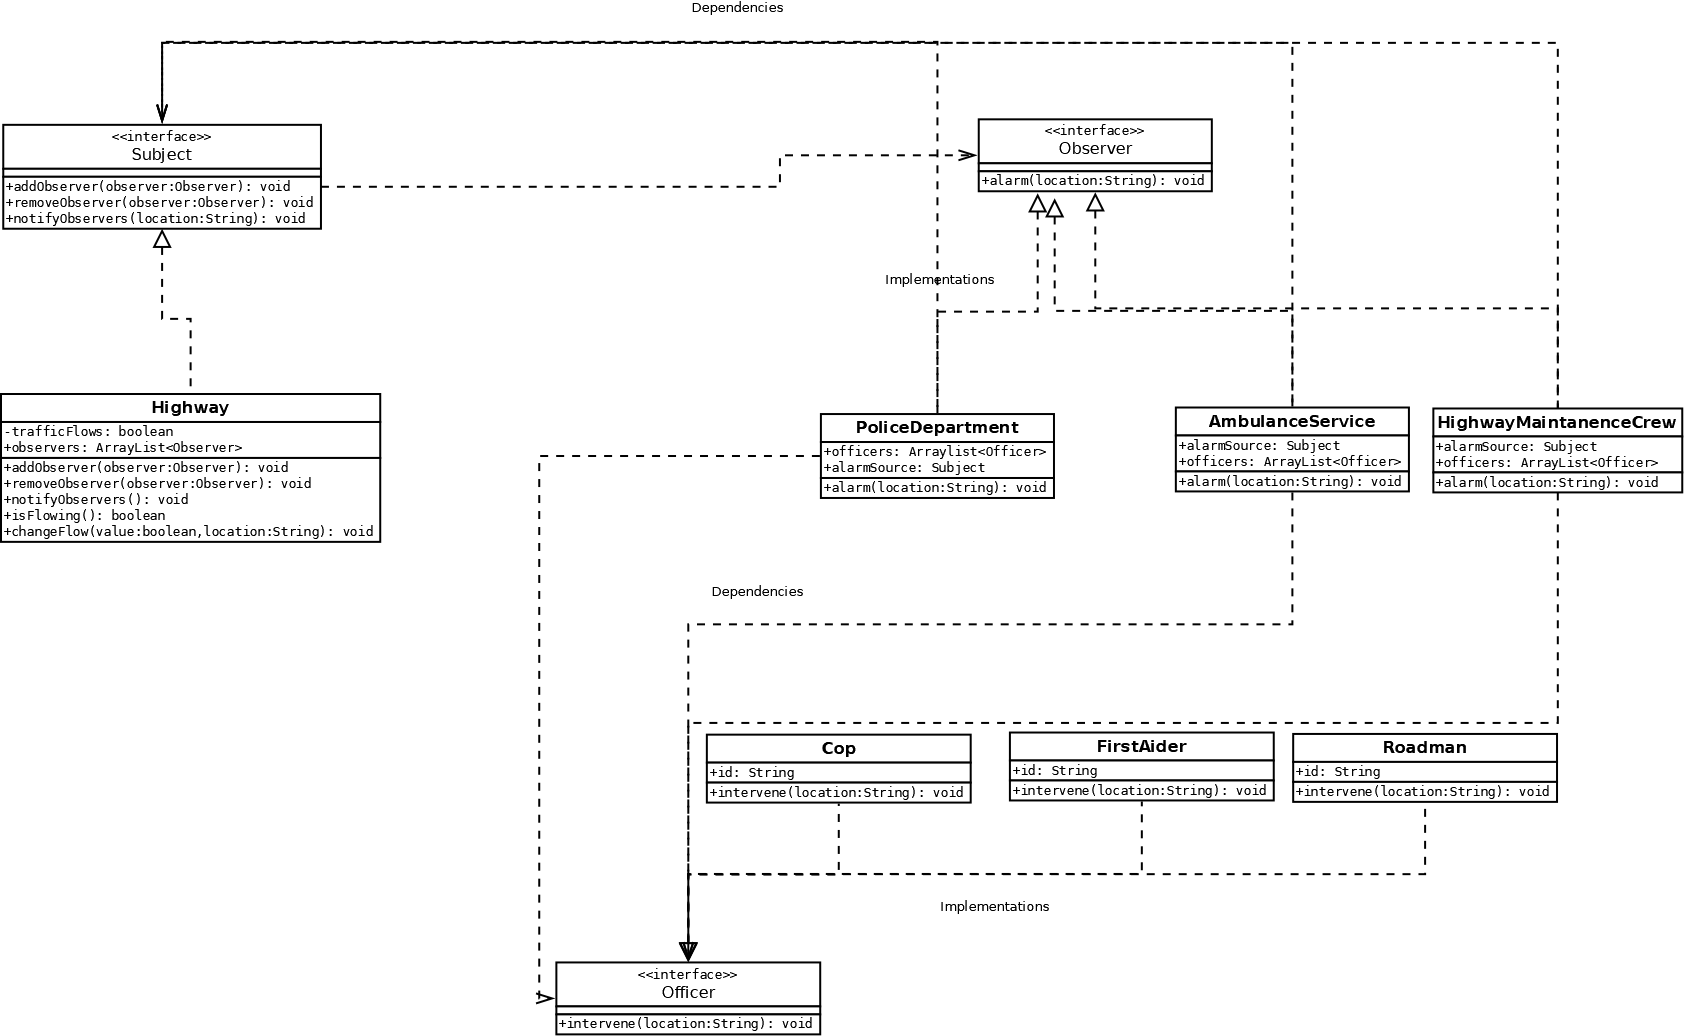 Dependencies
<<interface>>
Subject
+addObserver(observer:Observer): void
+removeObserver(observer:Observer): void
+notifyObservers(location:String): void
<<interface>>
Observer
+alarm(location:String): void
Implementations
Highway
-trafficFlows: boolean
+observers: ArrayList<Observer>
+addObserver(observer:Observer): void
+removeObserver(observer:Observer): void
+notifyObservers(): void
+isFlowing(): boolean
+changeFlow(value:boolean,location:String): void
PoliceDepartment
+officers: Arraylist<Officer>
+alarmSource: Subject
+alarm(location:String): void
AmbulanceService
+alarmSource: Subject
+officers: ArrayList<Officer>
+alarm(location:String): void
HighwayMaintanenceCrew
+alarmSource: Subject
+officers: ArrayList<Officer>
+alarm(location:String): void
Dependencies
Cop
+id: String
+intervene(location:String): void
FirstAider
+id: String
+intervene(location:String): void
Roadman
+id: String
+intervene(location:String): void
Implementations
<<interface>>
Officer
+intervene(location:String): void